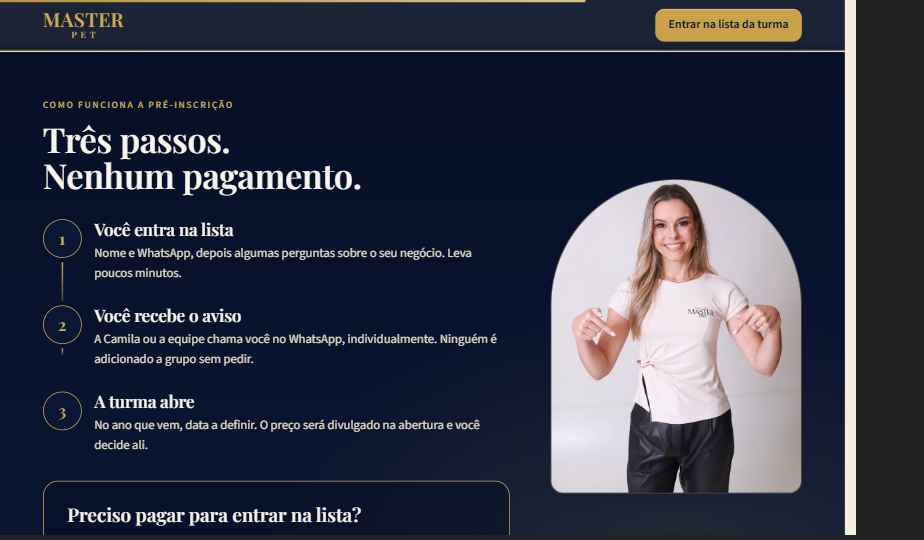 MASTER
PET
Entrar na lista da turma
COMO FUNCIONA A PRÉ-INSCRIÇÃO
Três passos.
Nenhum pagamento.
1
Você entra na lista
Nome e WhatsApp, depois algumas perguntas sobre o seu negócio. Leva
poucos minutos.
2
Você recebe o aviso
A Camila ou a equipe chama você no WhatsApp, individualmente. Ninguém é
adicionado a grupo sem pedir.
3
A turma abre
No ano que vem, data a definir. O preço será divulgado na abertura e você
decide ali.
MASTER
PET
Preciso pagar para entrar na lista?